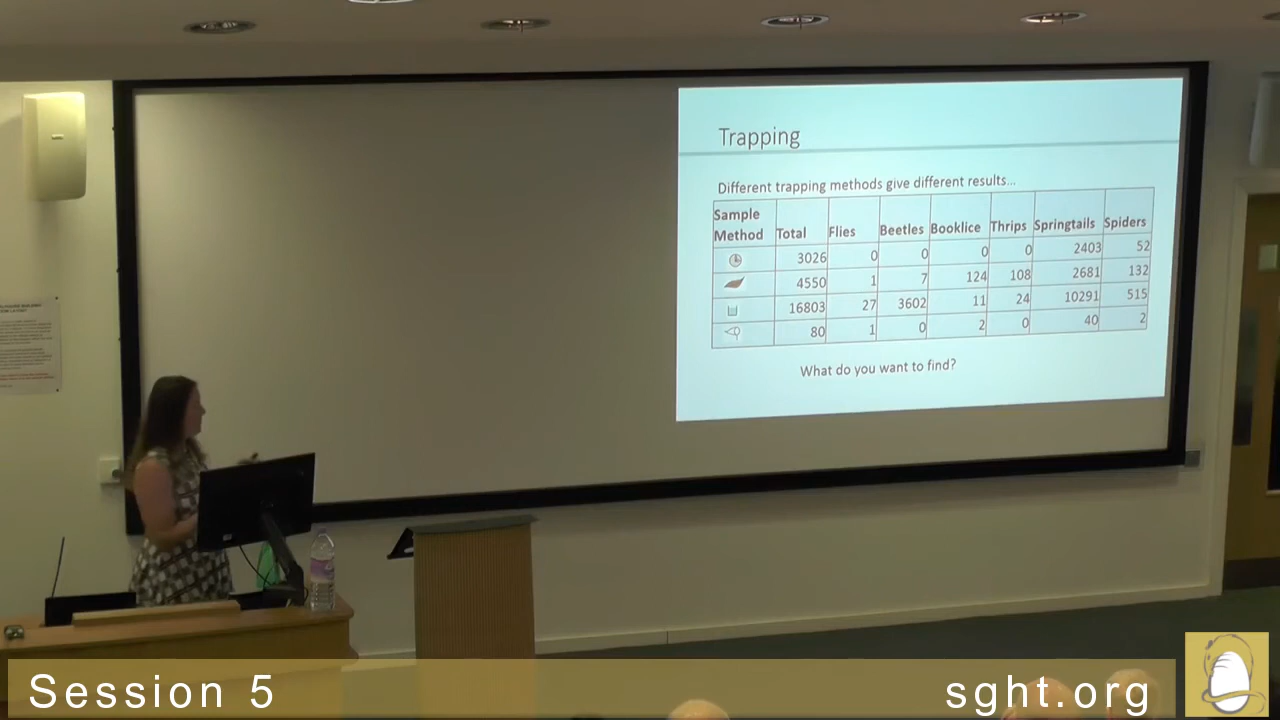 Trapping
Different trapping methods give different results...
Sample Method Total Flies Beetles Booklice Thrips Springtails Spiders
3026 0 0 0 0 2403 52
4550 1 7 124 108 2681 132
16803 27 3602 11 24 10291 515
80 1 0 2 0 40 2
What do you want to find?
Session 5
sght.org